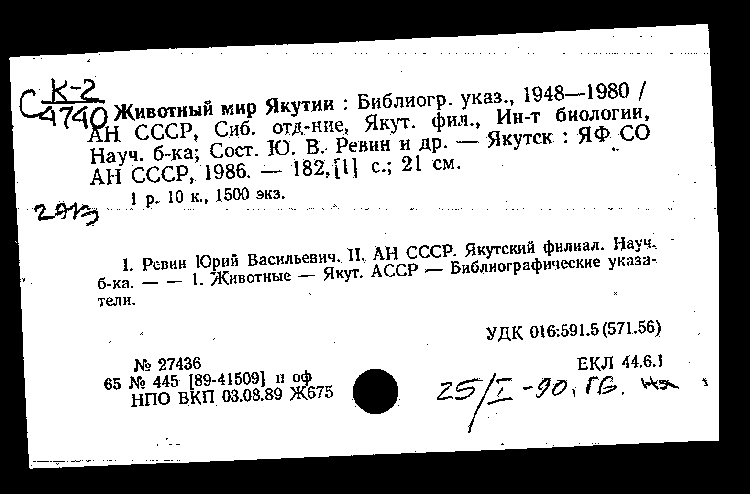 С К-2
4740
Животный мир Якутии : Библиогр. указ., 1948—1980 /
АН СССР, Сиб. отд-ние, Якут. фил., Ин-т биологии,
Науч. б-ка; Сост. Ю. В. Ревин и др. — Якутск : ЯФ СО
АН СССР, 1986. — 182,[1] с.; 21 см.
1 р. 10 к., 1500 экз.
1. Ревин Юрий Васильевич. II. АН СССР. Якутский филиал. Науч.
б-ка. — — 1. Животные — Якут. АССР — Библиографические указа-
тели.
УДК 016:591.5(571.56)
№ 27436
ЕКЛ 44.6.1
65 № 445 [89-41509] п оф
НПО ВКП 03.03.89 Ж675
25/I -90. ГБ.